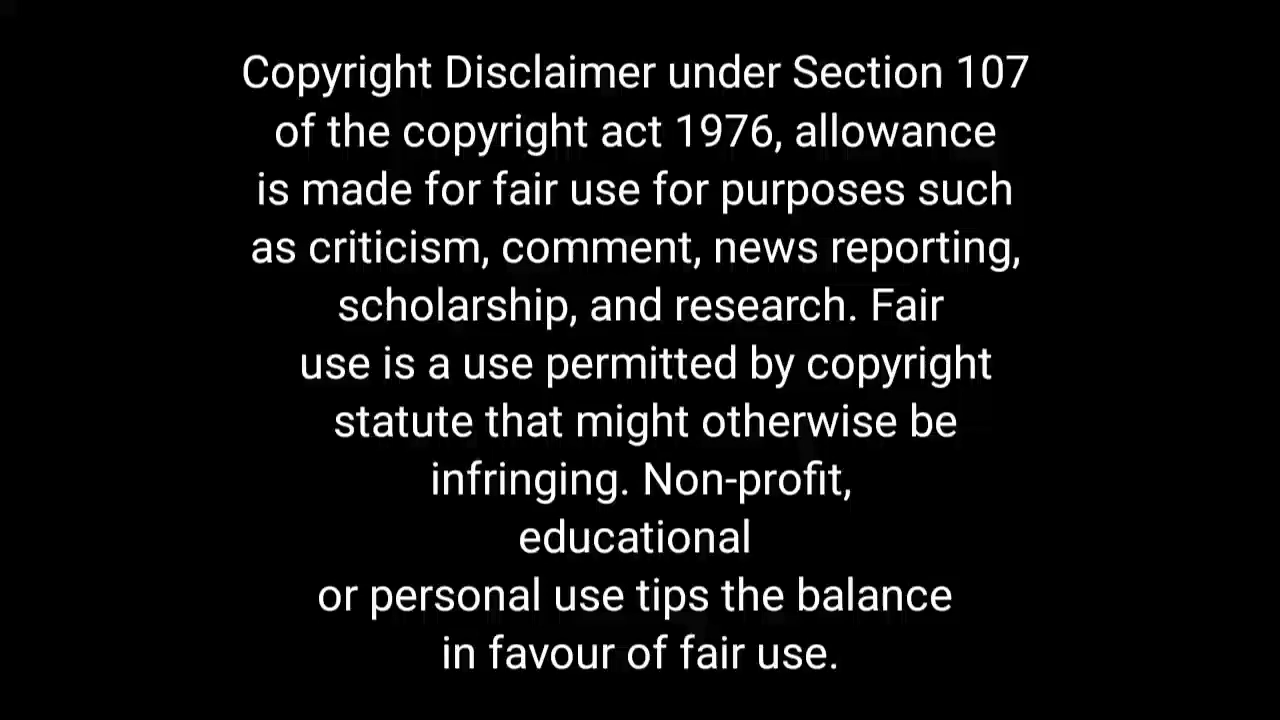 Copyright Disclaimer under Section 107
of the copyright act 1976, allowance
is made for fair use for purposes such
as criticism, comment, news reporting,
scholarship, and research. Fair
use is a use permitted by copyright
statute that might otherwise be
infringing. Non-profit,
educational
or personal use tips the balance
in favour of fair use.